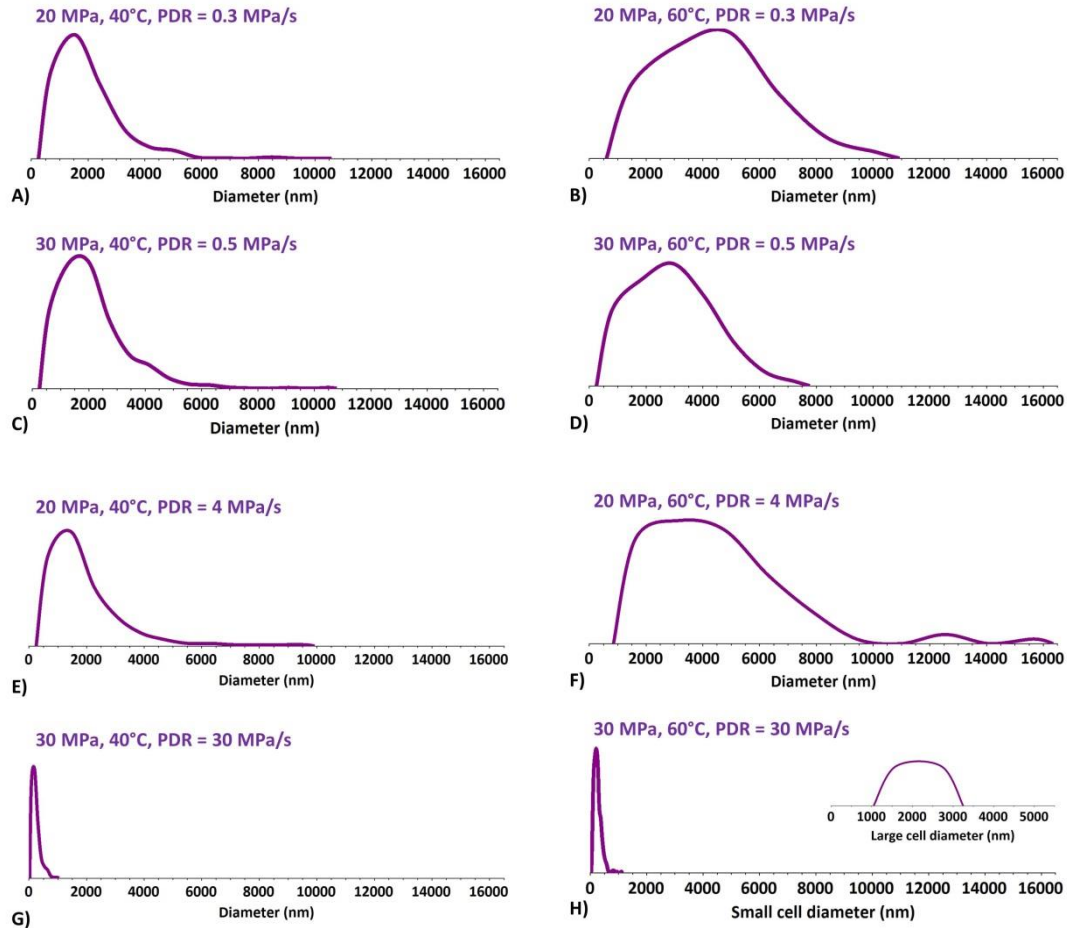 20 MPa, 40°C, PDR = 0.3 MPa/s
0 2000 4000 6000 8000 10000 12000 14000 16000
Diameter (nm)
A)
20 MPa, 60°C, PDR = 0.3 MPa/s
0 2000 4000 6000 8000 10000 12000 14000 16000
Diameter (nm)
B)
30 MPa, 40°C, PDR = 0.5 MPa/s
0 2000 4000 6000 8000 10000 12000 14000 16000
Diameter (nm)
C)
30 MPa, 60°C, PDR = 0.5 MPa/s
0 2000 4000 6000 8000 10000 12000 14000 16000
Diameter (nm)
D)
20 MPa, 40°C, PDR = 4 MPa/s
0 2000 4000 6000 8000 10000 12000 14000 16000
Diameter (nm)
E)
20 MPa, 60°C, PDR = 4 MPa/s
0 2000 4000 6000 8000 10000 12000 14000 16000
Diameter (nm)
F)
30 MPa, 40°C, PDR = 30 MPa/s
0 2000 4000 6000 8000 10000 12000 14000 16000
Diameter (nm)
G)
30 MPa, 60°C, PDR = 30 MPa/s
0 1000 2000 3000 4000 5000
Large cell diameter (nm)
0 2000 4000 6000 8000 10000 12000 14000 16000
Small cell diameter (nm)
H)